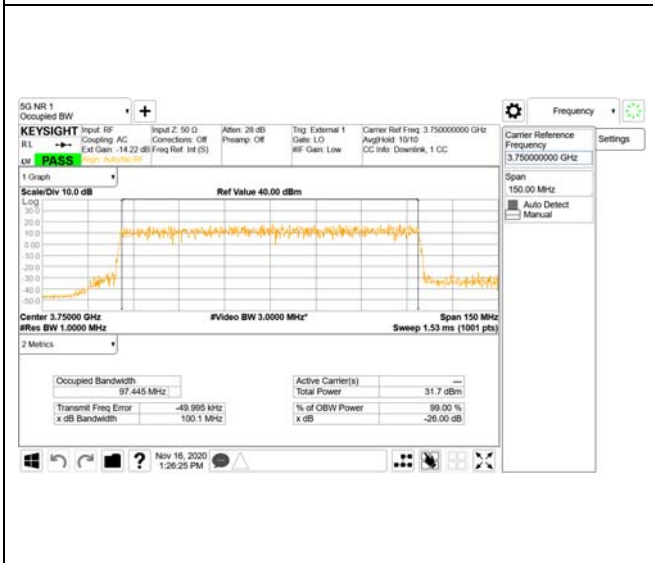 5G NR 1
Occupied BW
+
Frequency
KEYSIGHT Input: RF Input Z: 50 Ω Atten: 28 dB Trig: External 1 Carrier Ref Freq: 3.750000000 GHz
RL Coupling: AC Corrections: Off Preamp: Off Gate: LO Avg|Hold: 10/10
Ext Gain: -14.22 dB Freq Ref: Int (S) #IF Gain: Low CC Info: Downlink, 1 CC
PASS Align: Auto/No RF
Carrier Reference
Frequency
3.750000000 GHz
Settings
Span
150.00 MHz
Auto Detect
Manual
1 Graph
Scale/Div 10.0 dB Ref Value 40.00 dBm
Log
30.0
20.0
10.0
0.00
-10.0
-20.0
-30.0
-40.0
-50.0
Center 3.75000 GHz #Video BW 3.0000 MHz* Span 150 MHz
#Res BW 1.0000 MHz Sweep 1.53 ms (1001 pts)
2 Metrics
Occupied Bandwidth Active Carrier(s) ---
97.445 MHz Total Power 31.7 dBm
Transmit Freq Error -49.995 kHz % of OBW Power 99.00 %
x dB Bandwidth 100.1 MHz x dB -26.00 dB
? Nov 16, 2020
1:26:25 PM